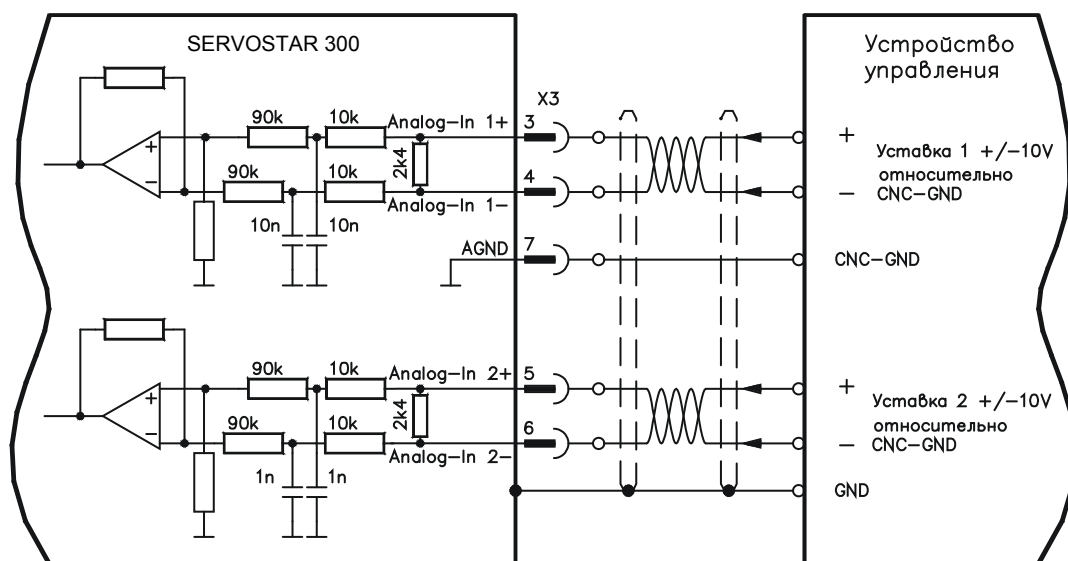 SERVOSTAR 300
Устройство
управления
X3
90k
10k
Analog-In 1+
3
+
+
2k4
Уставка 1 +/-10V
относительно
-
90k
10k
4
-
CNC-GND
Analog-In 1-
10n
10n
AGND
7
CNC-GND
90k
10k
Analog-In 2+
5
+
+
2k4
Уставка 2 +/-10V
относительно
-
90k
10k
6
-
CNC-GND
Analog-In 2-
1n
1n
GND